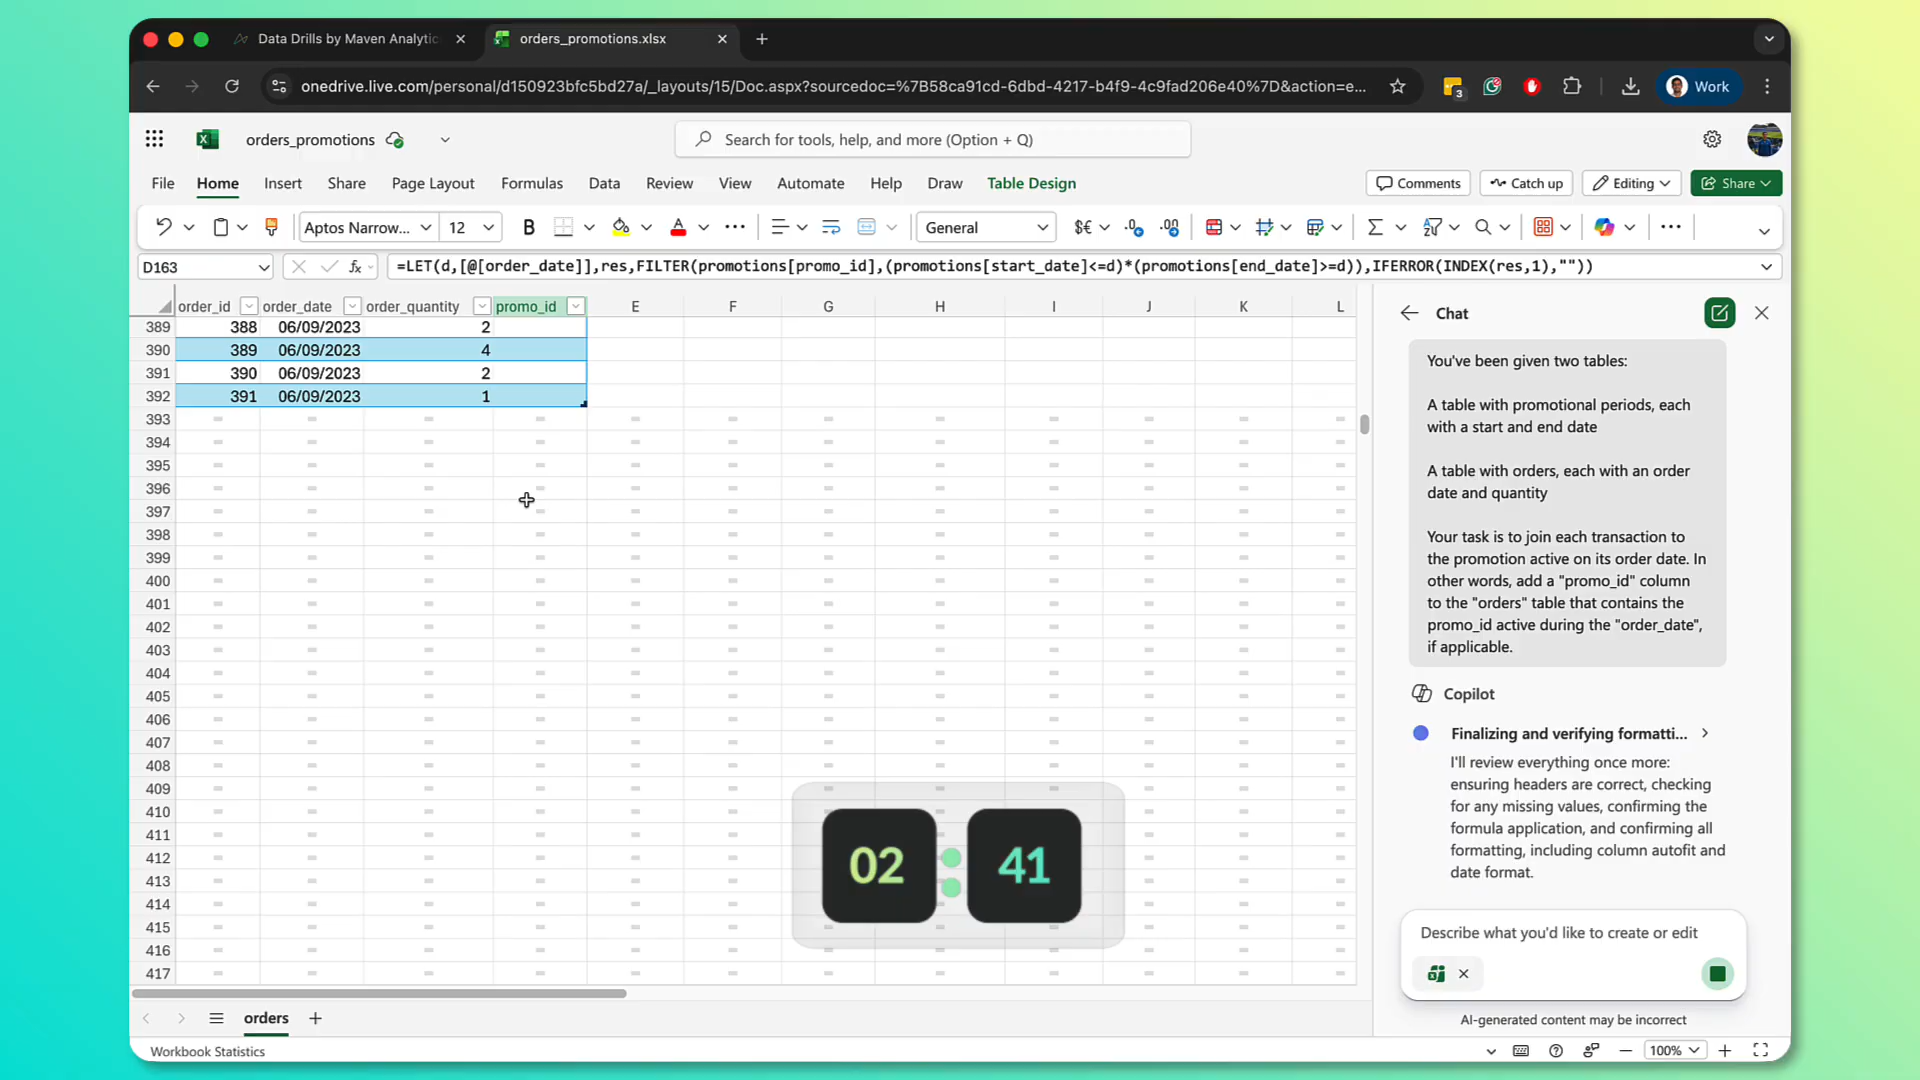 Data Drills by Maven Analytic
orders_promotions.xlsx
onedrive.live.com/personal/d150923bfc5bd27a/_layouts/15/Doc.aspx?sourcedoc=%7B58ca91cd-6dbd-4217-b4f9-4c9fad206e40%7D&action=e...
3
Work
orders_promotions
Search for tools, help, and more (Option + Q)
File Home Insert Share Page Layout Formulas Data Review View Automate Help Draw Table Design
Comments Catch up Editing Share
Aptos Narrow... 12 B A General $€
D163
fx
=LET(d,[@[order_date]],res,FILTER(promotions[promo_id],(promotions[start_date]<=d)*(promotions[end_date]>=d)),IFERROR(INDEX(res,1),""))
order_id order_date order_quantity promo_id E F G H I J K L
389 388 06/09/2023 2
390 389 06/09/2023 4
391 390 06/09/2023 2
392 391 06/09/2023 1
393
394
395
396
397
398
399
400
401
402
403
404
405
406
407
408
409
410
411
412
413
414
415
416
417
02 : 41
orders
Workbook Statistics
Chat
You've been given two tables:
A table with promotional periods, each
with a start and end date
A table with orders, each with an order
date and quantity
Your task is to join each transaction to
the promotion active on its order date. In
other words, add a "promo_id" column
to the "orders" table that contains the
promo_id active during the "order_date",
if applicable.
Copilot
Finalizing and verifying formatti...
I'll review everything once more:
ensuring headers are correct, checking
for any missing values, confirming the
formula application, and confirming all
formatting, including column autofit and
date format.
Describe what you'd like to create or edit
AI-generated content may be incorrect
100%